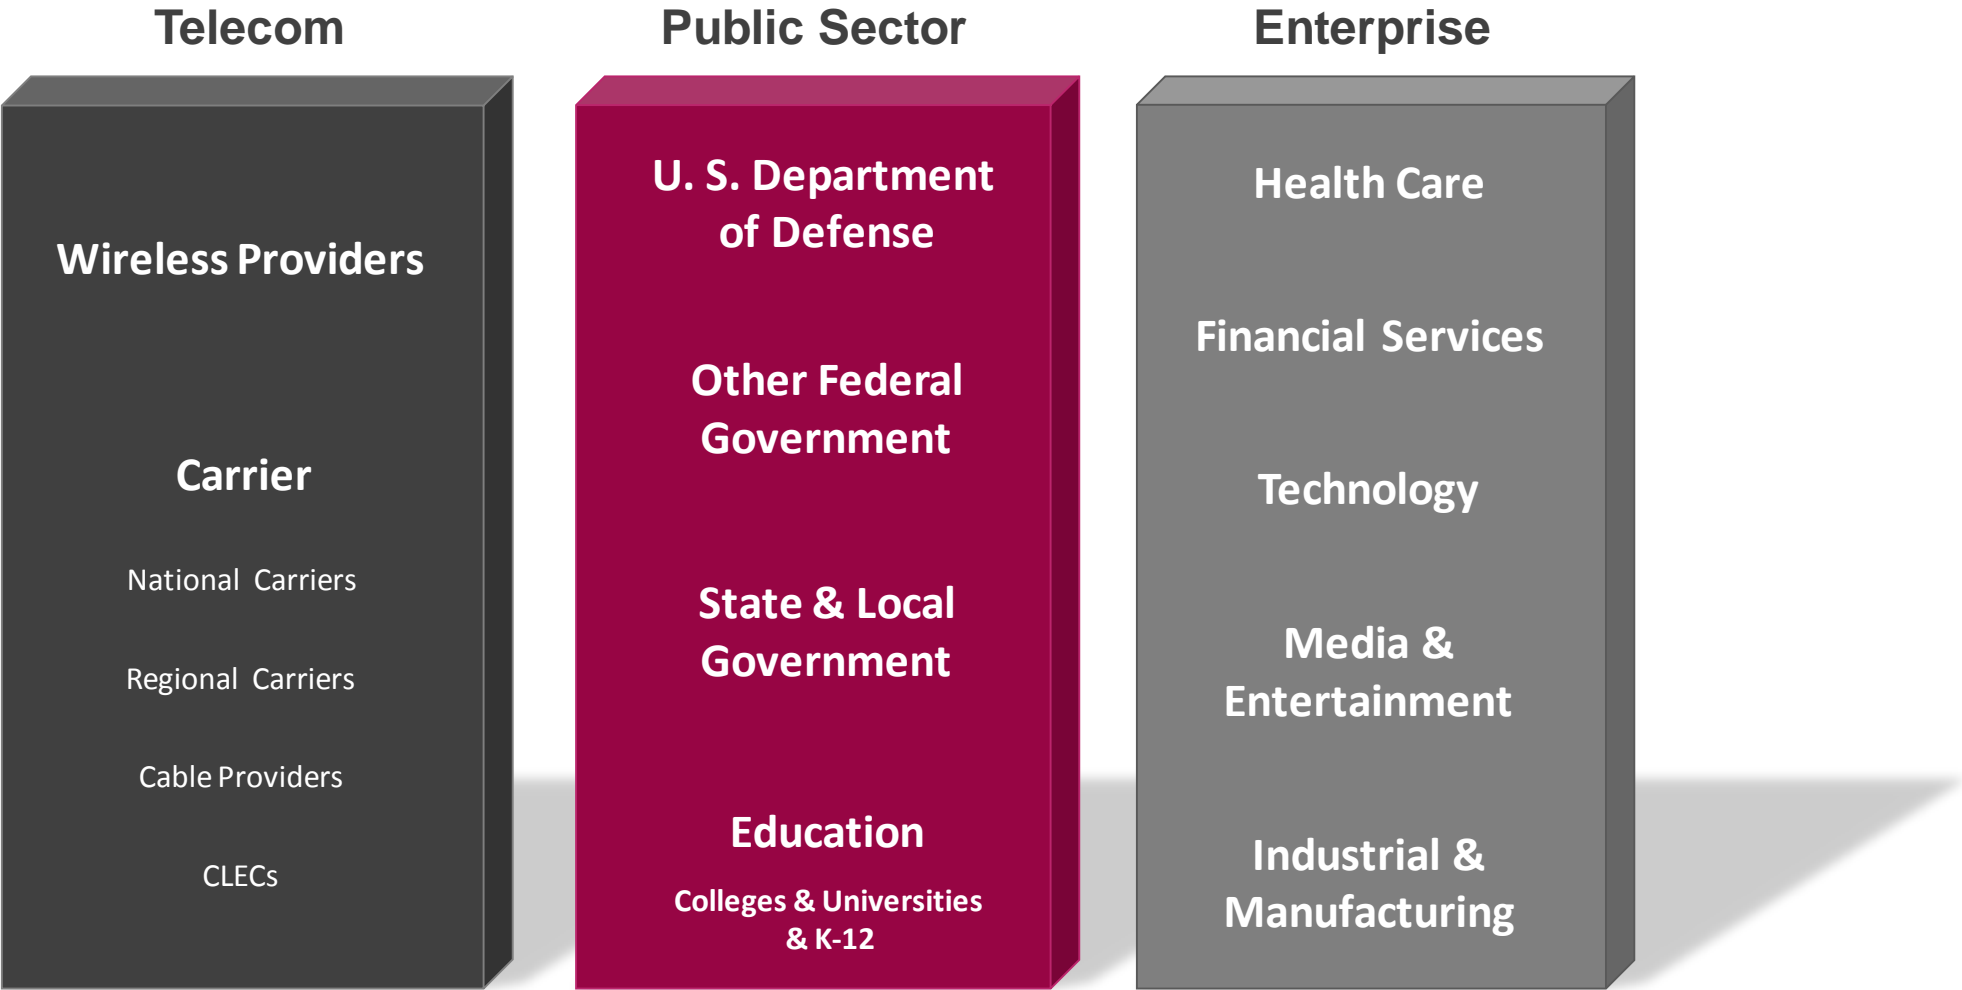 Telecom
Wireless Providers
Carrier
National Carriers
Regional Carriers
Cable Providers
CLECs
Public Sector
U. S. Department
of Defense
Other Federal
Government
State & Local
Government
Education
Colleges & Universities
& K-12
Enterprise
Health Care
Financial Services
Technology
Media &
Entertainment
Industrial &
Manufacturing